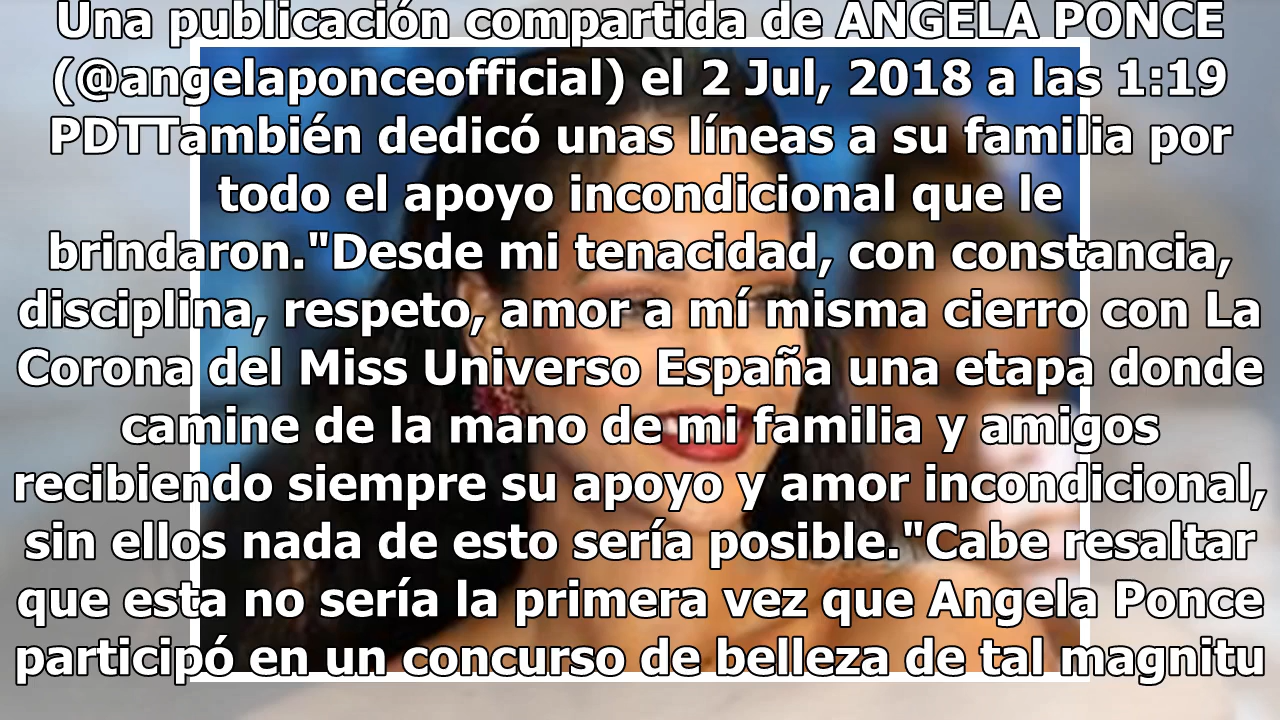 Una publicación compartida de ANGELA PONCE
(@angelaponceofficial) el 2 Jul, 2018 a las 1:19
PDTTambién dedicó unas líneas a su familia por
todo el apoyo incondicional que le
brindaron."Desde mi tenacidad, con constancia,
disciplina, respeto, amor a mí misma cierro con La
Corona del Miss Universo España una etapa donde
camine de la mano de mi familia y amigos
recibiendo siempre su apoyo y amor incondicional,
sin ellos nada de esto sería posible."Cabe resaltar
que esta no sería la primera vez que Angela Ponce
participó en un concurso de belleza de tal magnitu